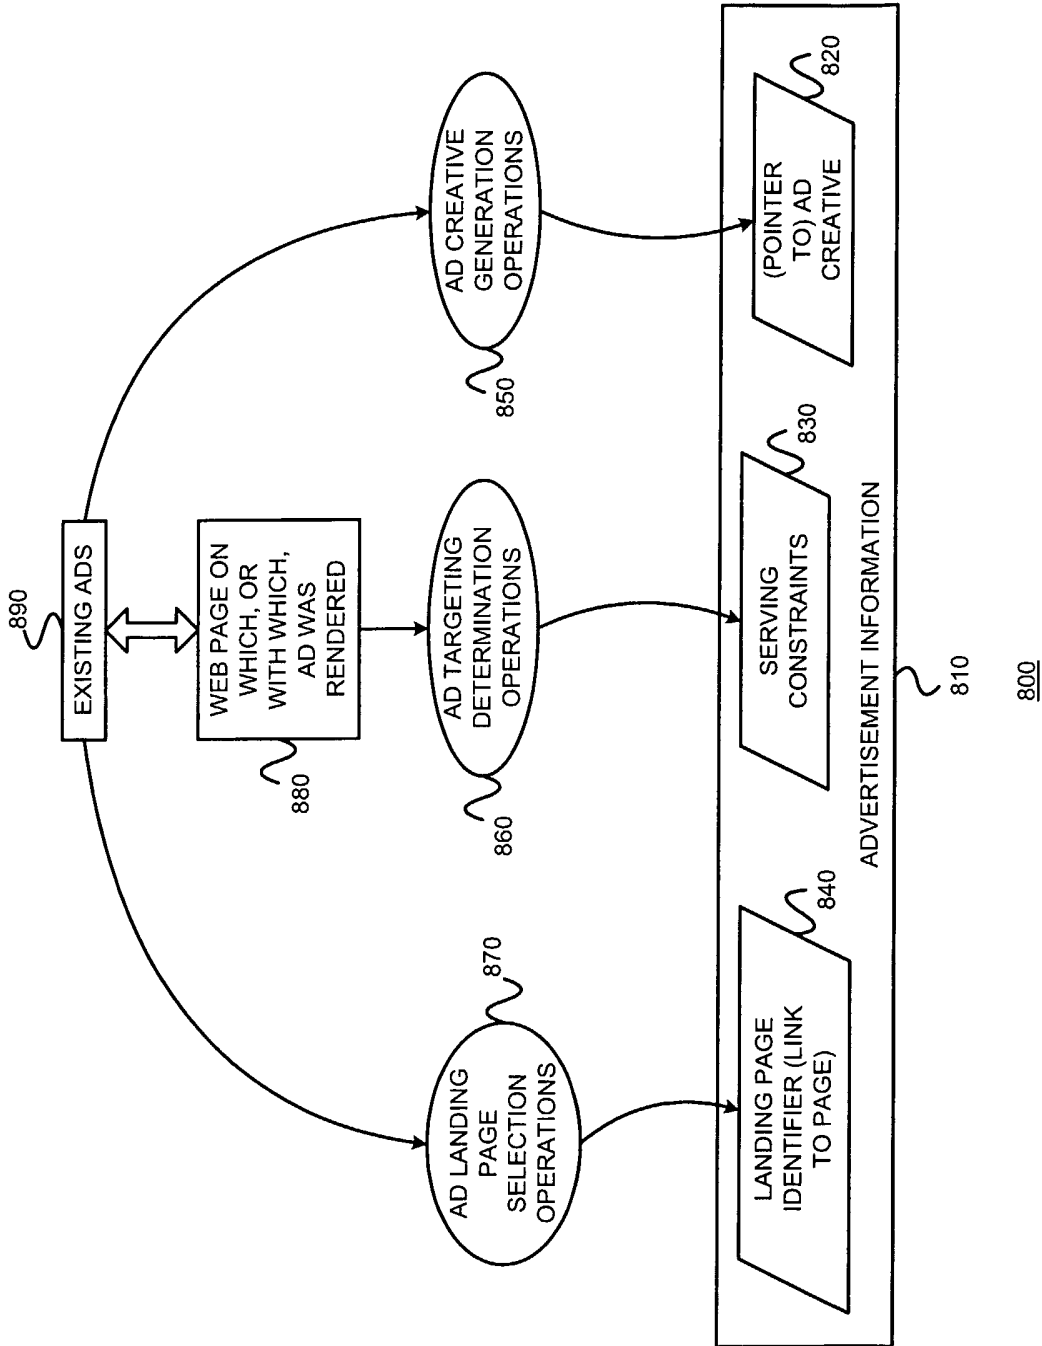 890
EXISTING ADS
WEB PAGE ON
WHICH, OR
WITH WHICH,
AD WAS
RENDERED
880
870
AD LANDING
PAGE
SELECTION
OPERATIONS
860
AD TARGETING
DETERMINATION
OPERATIONS
850
AD CREATIVE
GENERATION
OPERATIONS
LANDING PAGE
IDENTIFIER (LINK
TO PAGE)
840
SERVING
CONSTRAINTS
830
(POINTER
TO) AD
CREATIVE
820
ADVERTISEMENT INFORMATION
810
800